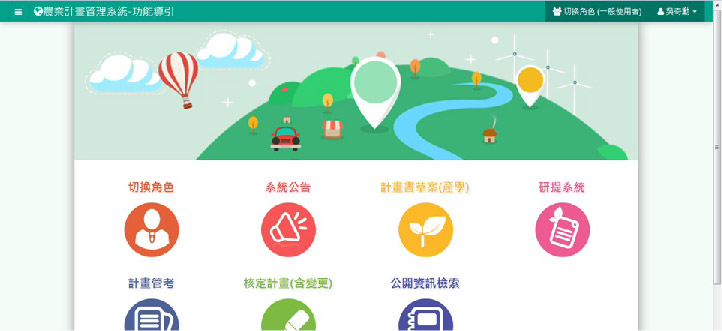 農業計畫管理系統-功能導引
切換角色 (一般使用者)
吳奇勳
切換角色
系統公告
計畫書草案(產學)
研提系統
計畫管考
核定計畫(含變更)
公開資訊檢索